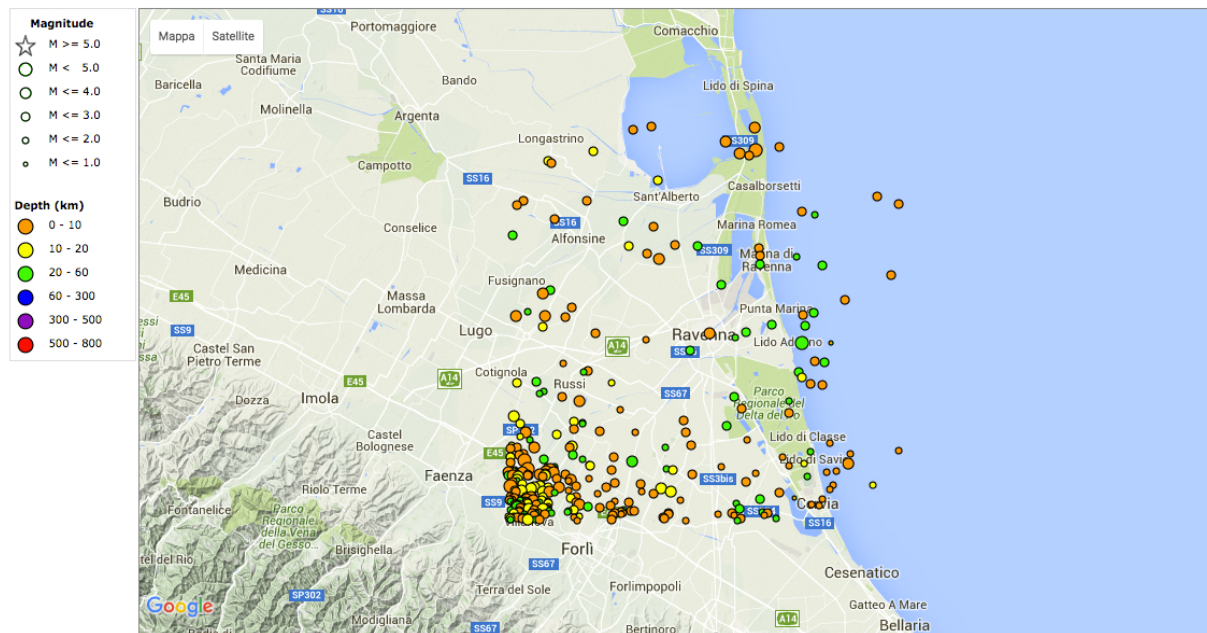 Magnitude
M >= 5.0
M < 5.0
M <= 4.0
M <= 3.0
M <= 2.0
M <= 1.0
Depth (km)
0 - 10
10 - 20
20 - 60
60 - 300
300 - 500
500 - 800
Mappa Satellite
Portomaggiore
Comacchio
Santa Maria
Codifiume
Bando
Lido di Spina
Baricella
Molinella
Argenta
Longastrino
SS309
Campotto
SS16
Casalborsetti
Sant'Alberto
Budrio
Conselice
SS16
Alfonsine
Marina Romea
SS309
Marina di
Ravenna
Medicina
Fusignano
E45
Massa
Lombarda
Punta Marina
SS9
Lugo
Ravenna
Castel San
Pietro Terme
A14
Lido Adriano
Cotignola
A14
E45
Russi
SS67
Parco
Regionale del
Delta del Po
Dozza
Imola
Castel
Bolognese
Lido di Classe
E45
Lido di Savio
Faenza
Riolo Terme
SS3bis
SS9
Cervia
Fontanelice
Parco
Regionale
della Vena
del Gesso...
Villanova
SS16
Brisighella
Forlì
SS67
Cesenatico
Terra del Sole
Forlimpopoli
SP302
Google
Modigliana
Gatteo A Mare
A14
SS67
Bertinoro
Bellaria